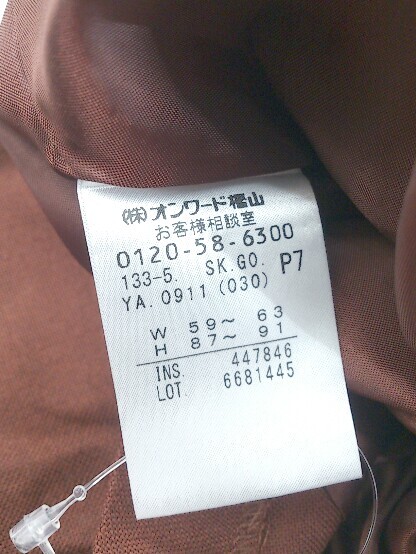 (株)オンワード樫山
お客様相談室
0120-58-6300
133-5. SK.GO. P7
YA.0911(030)
W 59～ 63
H 87～ 91
INS. 447846
LOT. 6681445